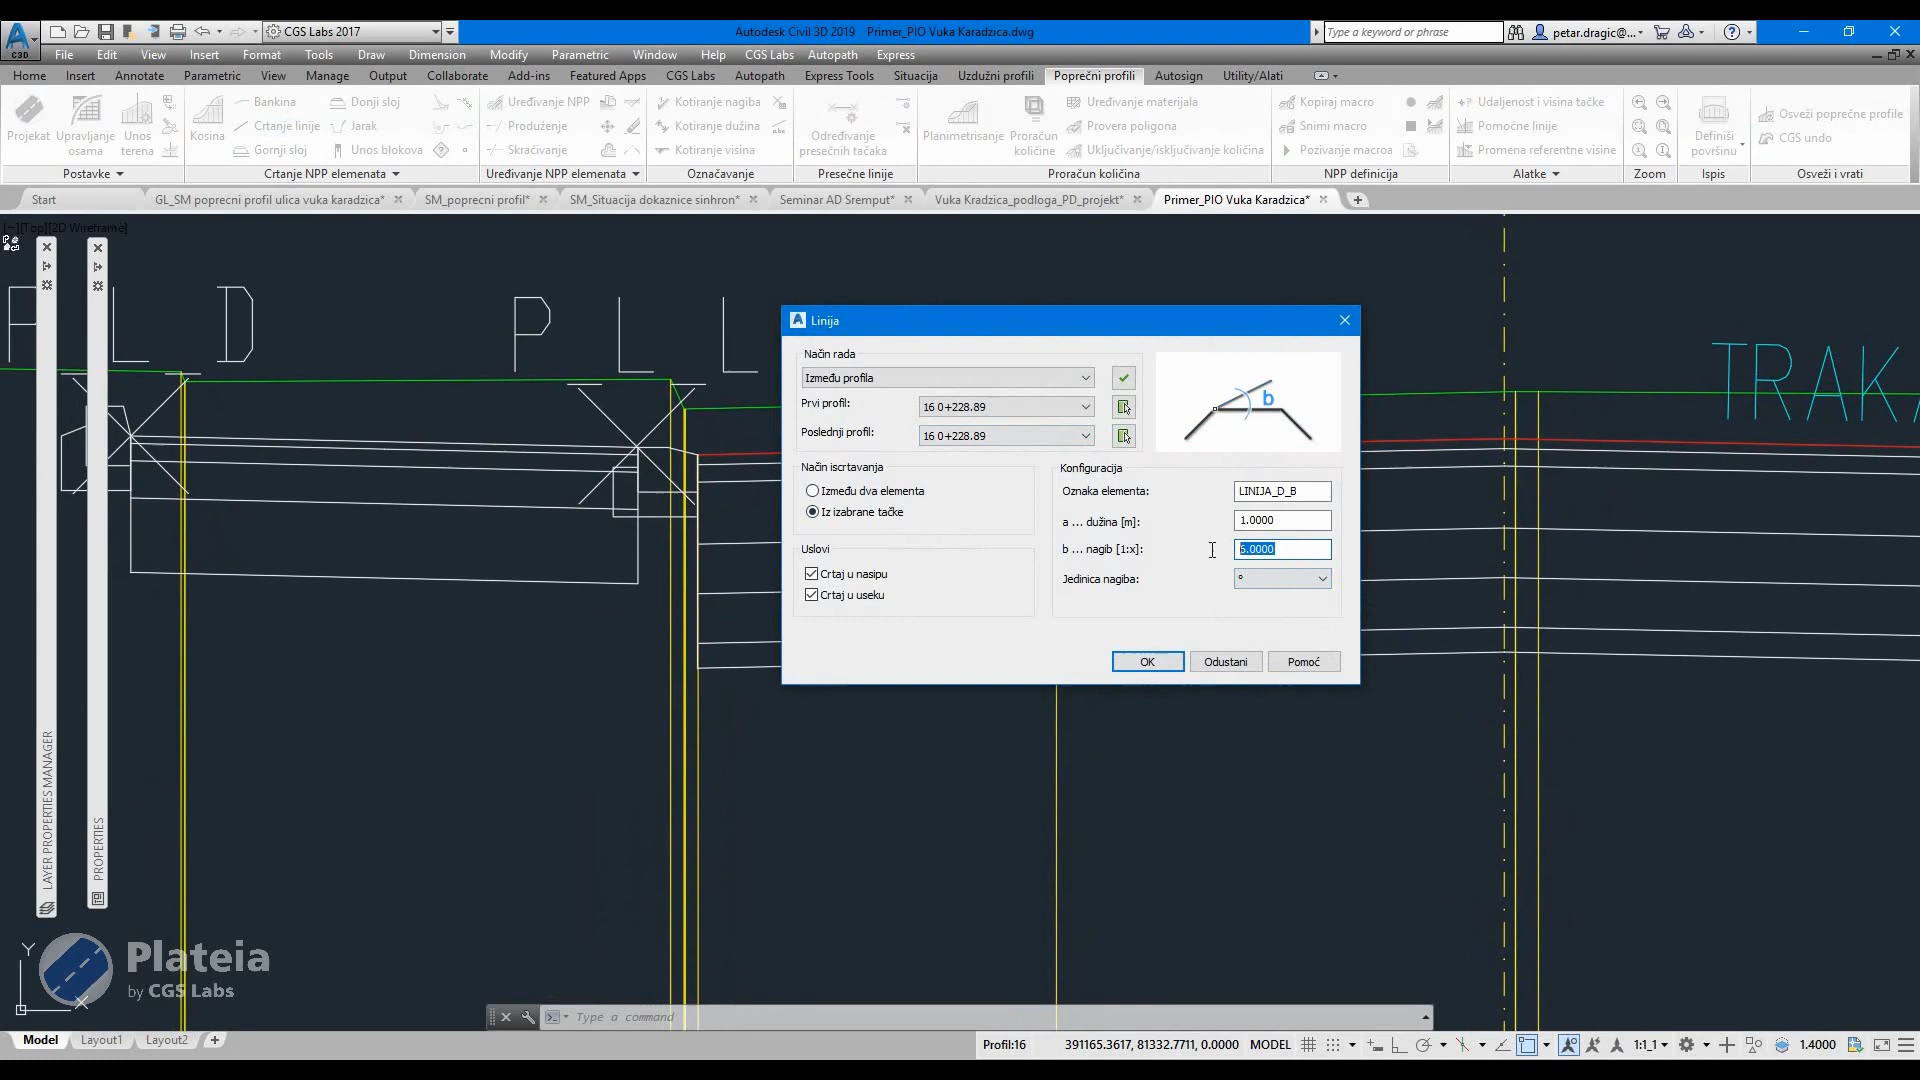 CGS Labs 2017
Autodesk Civil 3D 2019 Primer_PIO Vuka Karadzica.dwg
Type a keyword or phrase
petar.dragic@...
C3D
File Edit View Insert Format Tools Draw Dimension Modify Parametric Window Help CGS Labs Autopath Express
Home Insert Annotate Parametric View Manage Output Collaborate Add-ins Featured Apps CGS Labs Autopath Express Tools Situacija Uzdužni profili Poprečni profili Autosign Utility/Alati
Projekat
Upravljanje osama
Unos terena
Postavke
Kosina
Bankina
Crtanje linije
Gornji sloj
Donji sloj
Jarak
Unos blokova
Crtanje NPP elemenata
Uređivanje NPP
Produženje
Skraćivanje
Uređivanje NPP elemenata
Kotiranje nagiba
Kotiranje dužina
Kotiranje visina
Označavanje
Određivanje presečnih tačaka
Presečne linije
Planimetrisanje
Proračun količine
Uređivanje materijala
Provera poligona
Uključivanje/isključivanje količina
Proračun količina
Kopiraj macro
Snimi macro
Pozivanje macroa
NPP definicija
Udaljenost i visina tačke
Pomoćne linije
Promena referentne visine
Alatke
Zoom
Definiši površinu
Ispis
Osveži poprečne profile
CGS undo
Osveži i vrati
Start
GL_SM poprecni profil ulica vuka karadzica*
SM_poprecni profil*
SM_Situacija dokaznice sinhron*
Seminar AD Sremput*
Vuka Kradzica_podloga_PD_projekt*
Primer_PIO Vuka Karadzica*
[−][Top][2D Wireframe]
P L D
P L L
TRAKA
LAYER PROPERTIES MANAGER
PROPERTIES
Linija
Način rada
Između profila
Prvi profil:
16 0+228.89
Poslednji profil:
16 0+228.89
b
Način iscrtavanja
Između dva elementa
Iz izabrane tačke
Uslovi
Crtaj u nasipu
Crtaj u useku
Konfiguracija
Oznaka elementa:
LINIJA_D_B
a ... dužina [m]:
1.0000
b ... nagib [1:x]:
5.0000
Jedinica nagiba:
°
OK
Odustani
Pomoć
Y
X
Plateia
by CGS Labs
Type a command
Model Layout1 Layout2
Profil:16 391165.3617, 81332.7711, 0.0000 MODEL 1:1_1 1.4000